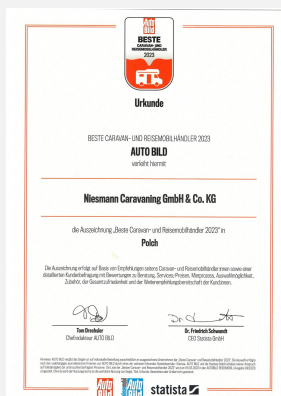 Auto
Bild
BESTE
CARAVAN- UND
REISEMOBILHÄNDLER
2023
Urkunde
BESTE CARAVAN- UND REISEMOBILHÄNDLER 2023
AUTO BILD
verleiht hiermit
Niesmann Caravaning GmbH & Co. KG
die Auszeichnung „Beste Caravan- und Reisemobilhändler 2023“ in
Polch
Die Auszeichnung erfolgt auf Basis von Empfehlungen seitens Caravan- und Reisemobilhändler:innen sowie einer
detaillierten Kundenbefragung mit Bewertungen zu Beratung, Services, Preisen, Mietprozess, Auswahlmöglichkeit,
Zubehör, der Gesamtzufriedenheit und der Weiterempfehlungsbereitschaft der Kund:innen.
Tom Drechsler
Chefredakteur AUTO BILD
Dr. Friedrich Schwandt
CEO Statista GmbH
Auto
Bild
Auto
Bild
statista